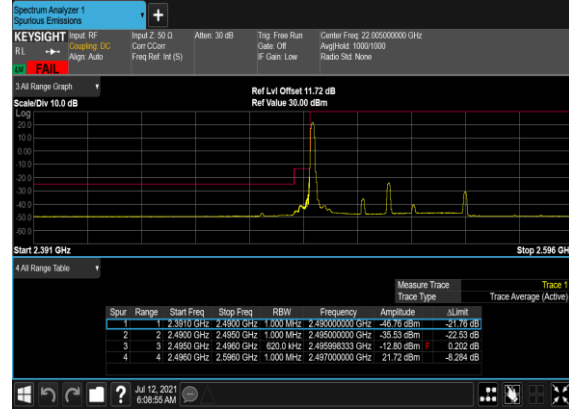 Spectrum Analyzer 1
Spurious Emissions
KEYSIGHT Input: RF Input Z: 50 Ω Atten: 30 dB Trig: Free Run Center Freq: 22.005000000 GHz
RL Coupling: DC Corr CCorr Gate: Off Avg|Hold: 1000/1000
Align: Auto Freq Ref: Int (S) IF Gain: Low Radio Std: None
LNI FAIL
3 All Range Graph
Ref Lvl Offset 11.72 dB
Scale/Div 10.0 dB Ref Value 30.00 dBm
Log
20.0
10.0
0.00
-10.0
-20.0
-30.0
-40.0
-50.0
-60.0
Start 2.391 GHz Stop 2.596 GH
4 All Range Table
Measure Trace Trace 1
Trace Type Trace Average (Active)
Spur Range Start Freq Stop Freq RBW Frequency Amplitude ΔLimit
1 1 2.3910 GHz 2.4900 GHz 1.000 MHz 2.490000000 GHz -46.76 dBm -21.76 dB
2 2 2.4900 GHz 2.4950 GHz 1.000 MHz 2.495000000 GHz -35.53 dBm -22.53 dB
3 3 2.4950 GHz 2.4960 GHz 620.0 kHz 2.495998333 GHz -12.80 dBm F 0.202 dB
4 4 2.4960 GHz 2.5960 GHz 1.000 MHz 2.497000000 GHz 21.72 dBm -8.284 dB
? Jul 12, 2021
6:08:55 AM